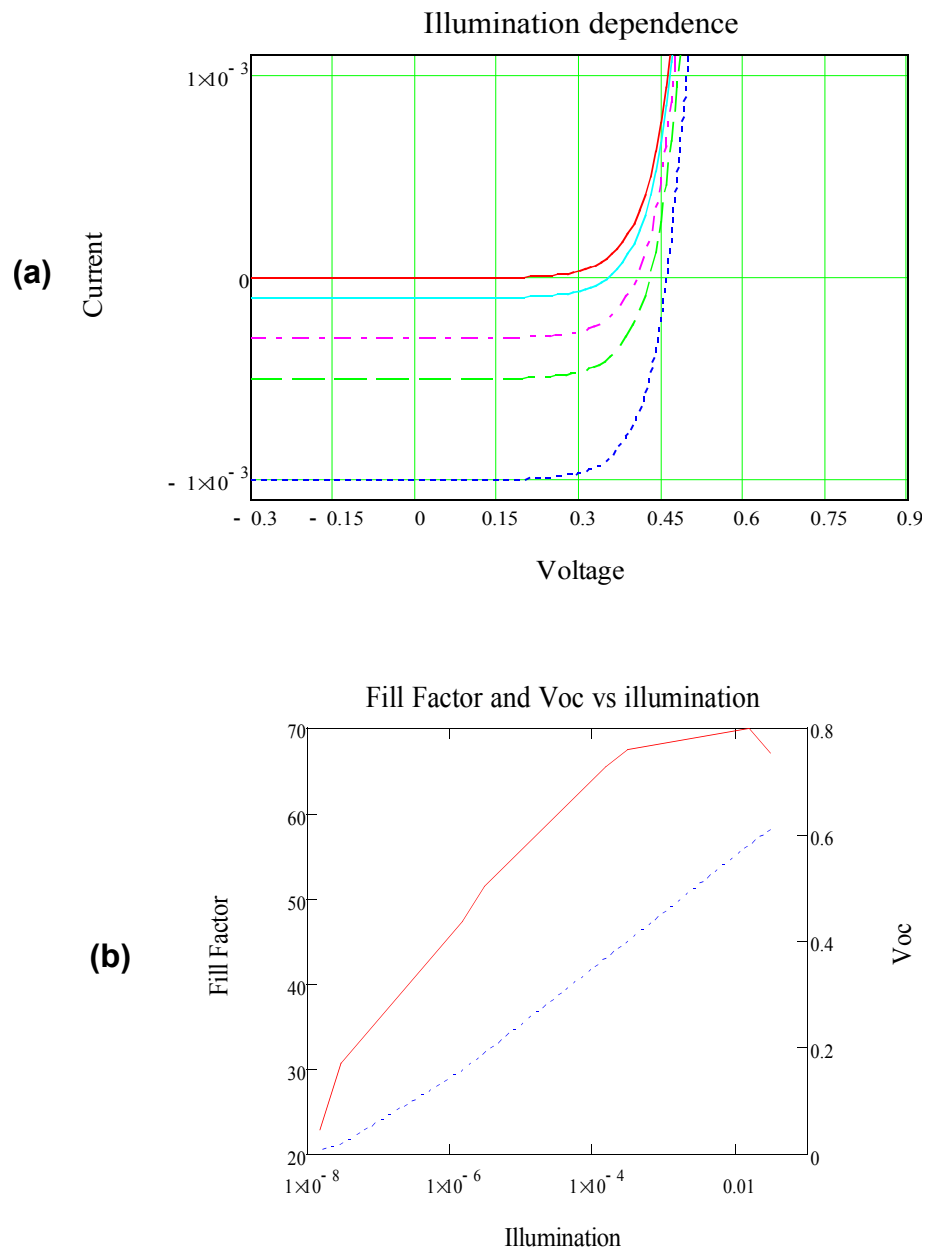 Illumination dependence
1×10⁻³
0
- 1×10⁻³
Current
(a)
- 0.3 - 0.15 0 0.15 0.3 0.45 0.6 0.75 0.9
Voltage
Fill Factor and Voc vs illumination
70
60
50
40
30
20
Fill Factor
(b)
0.8
0.6
0.4
0.2
0
Voc
1×10⁻⁸ 1×10⁻⁶ 1×10⁻⁴ 0.01
Illumination